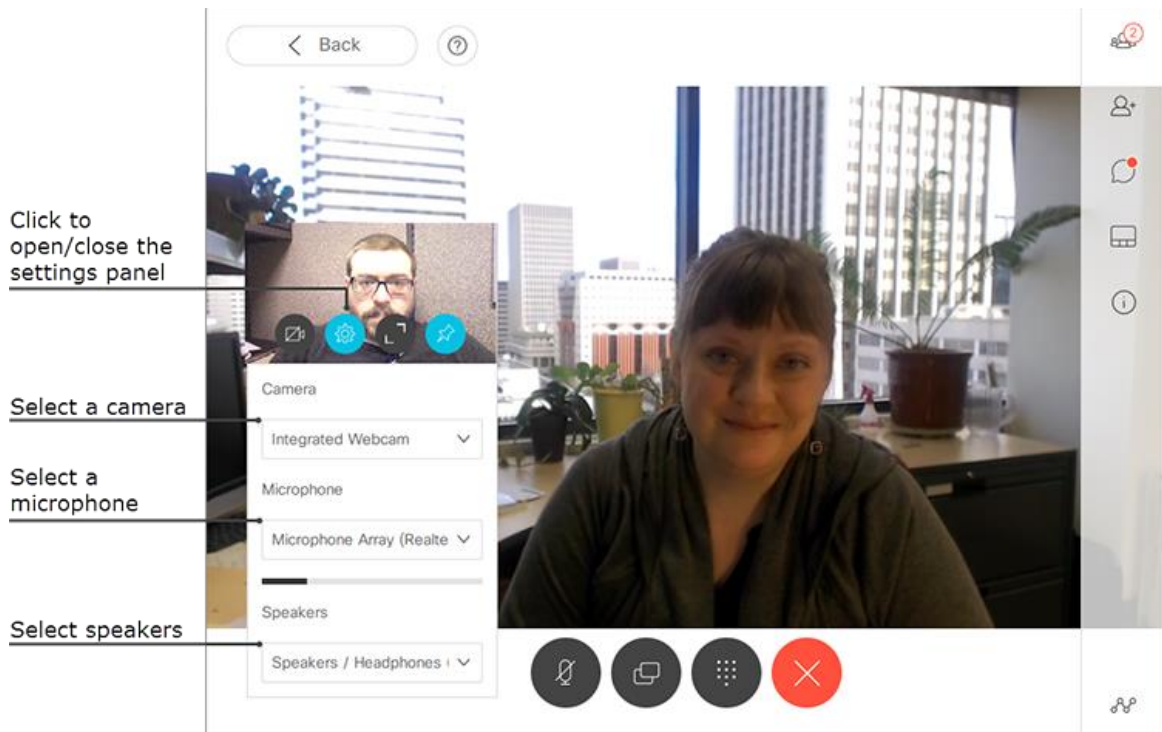 Back
?
2
Click to
open/close the
settings panel
Camera
Select a camera
Integrated Webcam
Select a
microphone
Microphone
Microphone Array (Realte
Speakers
Select speakers
Speakers / Headphones (